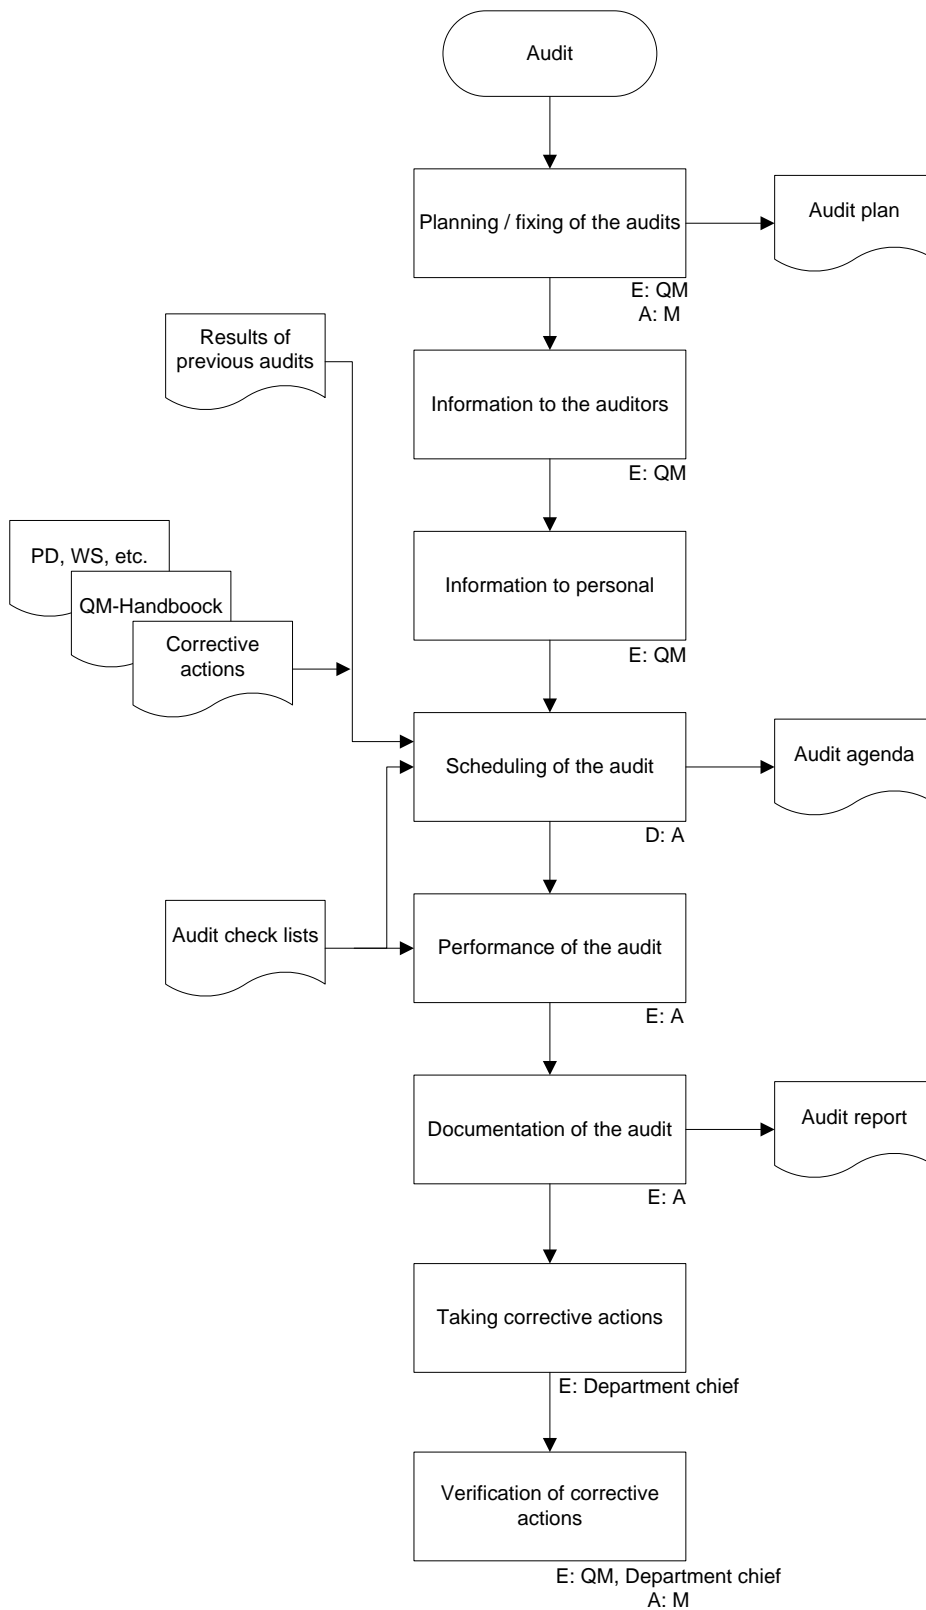 Audit
Planning / fixing of the audits
Audit plan
E: QM
A: M
Results of
previous audits
Information to the auditors
E: QM
PD, WS, etc.
QM-Handboock
Corrective
actions
Information to personal
E: QM
Scheduling of the audit
Audit agenda
D: A
Audit check lists
Performance of the audit
E: A
Documentation of the audit
Audit report
E: A
Taking corrective actions
E: Department chief
Verification of corrective
actions
E: QM, Department chief
A: M